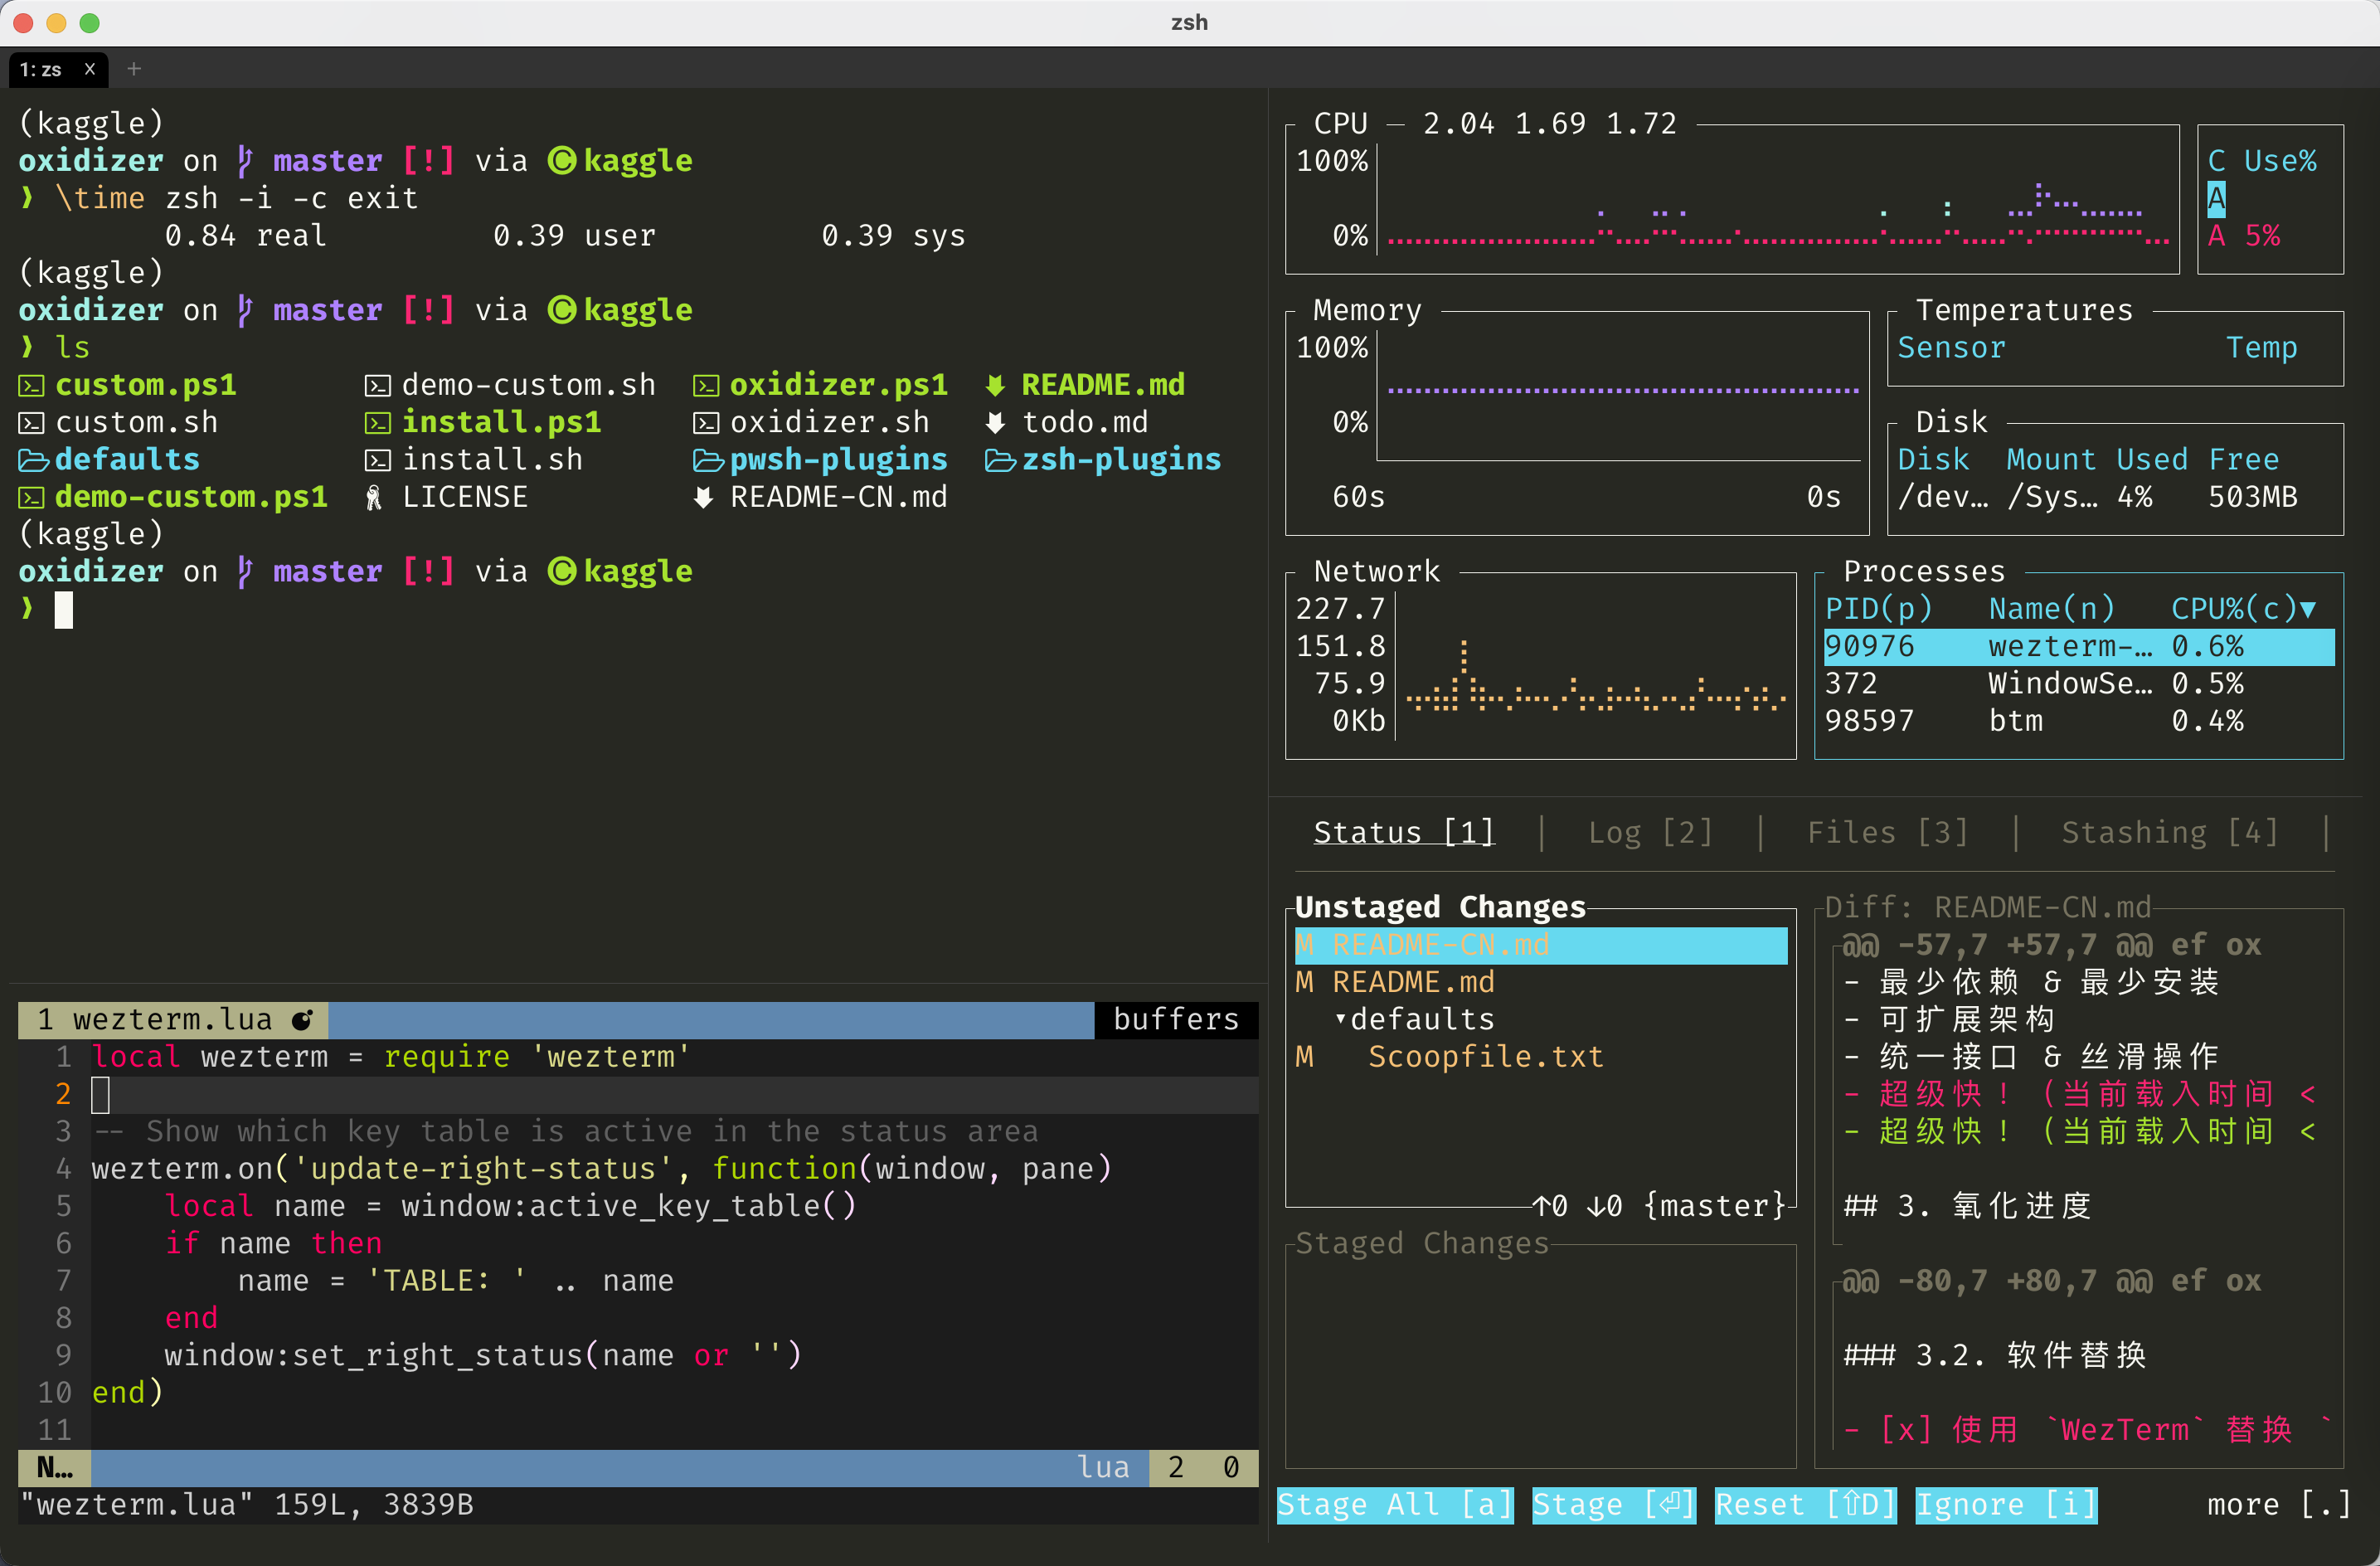 zsh
1: zs x +
(kaggle)
oxidizer on master [!] via ©kaggle
❯ \time zsh -i -c exit
0.84 real 0.39 user 0.39 sys
(kaggle)
oxidizer on master [!] via ©kaggle
❯ ls
custom.ps1 demo-custom.sh oxidizer.ps1 README.md
custom.sh install.ps1 oxidizer.sh todo.md
defaults install.sh pwsh-plugins zsh-plugins
demo-custom.ps1 LICENSE README-CN.md
(kaggle)
oxidizer on master [!] via ©kaggle
❯
1 wezterm.lua buffers
1 local wezterm = require 'wezterm'
2
3 -- Show which key table is active in the status area
4 wezterm.on('update-right-status', function(window, pane)
5 local name = window:active_key_table()
6 if name then
7 name = 'TABLE: ' .. name
8 end
9 window:set_right_status(name or '')
10 end)
11
N… lua 2 0
"wezterm.lua" 159L, 3839B
CPU — 2.04 1.69 1.72
100%
0%
C Use%
A
A 5%
Memory
100%
0%
60s 0s
Temperatures
Sensor Temp
Disk
Disk Mount Used Free
/dev… /Sys… 4% 503MB
Network
227.7
151.8
75.9
0Kb
Processes
PID(p) Name(n) CPU%(c)▼
90976 wezterm-… 0.6%
372 WindowSe… 0.5%
98597 btm 0.4%
Status [1] | Log [2] | Files [3] | Stashing [4] |
Unstaged Changes
M README-CN.md
M README.md
▾defaults
M Scoopfile.txt
↑0 ↓0 {master}
Staged Changes
Diff: README-CN.md
@@ -57,7 +57,7 @@ ef ox
- 最少依赖 & 最少安装
- 可扩展架构
- 统一接口 & 丝滑操作
- 超级快！（当前载入时间 <
- 超级快！（当前载入时间 <
## 3. 氧化进度
@@ -80,7 +80,7 @@ ef ox
### 3.2. 软件替换
- [x] 使用 `WezTerm` 替换 `
Stage All [a] Stage [⏎] Reset [⇧D] Ignore [i] more [.]